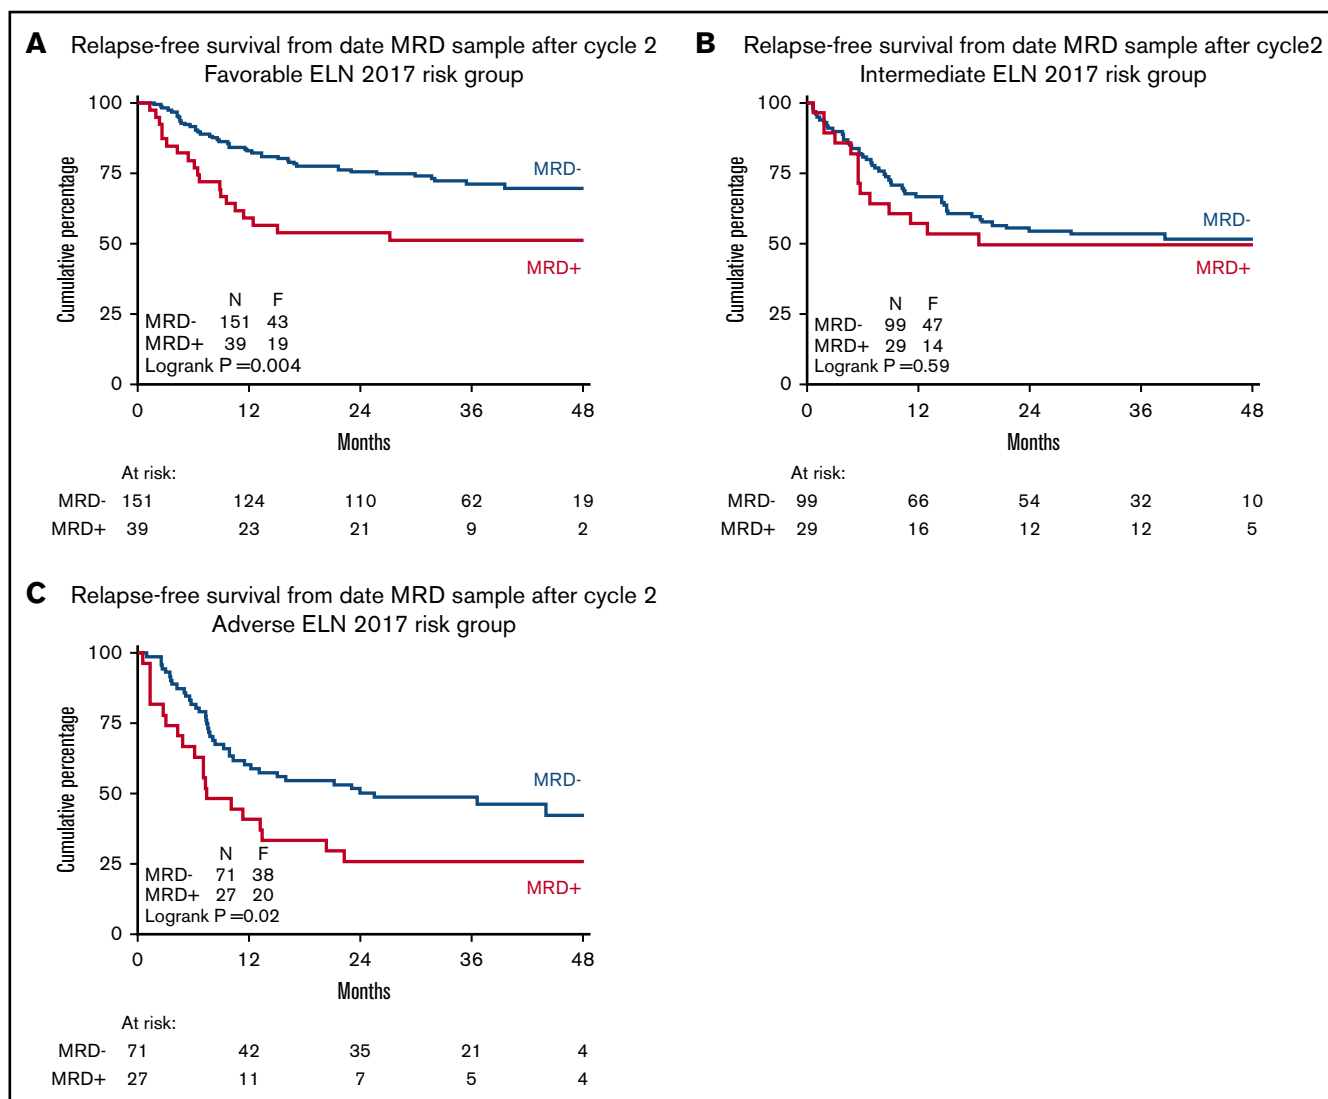 A Relapse-free survival from date MRD sample after cycle 2
Favorable ELN 2017 risk group
Cumulative percentage
100
75
50
25
0
MRD-
MRD+
N F
MRD- 151 43
MRD+ 39 19
Logrank P =0.004
0 12 24 36 48
Months
At risk:
MRD- 151 124 110 62 19
MRD+ 39 23 21 9 2
B Relapse-free survival from date MRD sample after cycle2
Intermediate ELN 2017 risk group
Cumulative percentage
100
75
50
25
0
MRD-
MRD+
N F
MRD- 99 47
MRD+ 29 14
Logrank P =0.59
0 12 24 36 48
Months
At risk:
MRD- 99 66 54 32 10
MRD+ 29 16 12 12 5
C Relapse-free survival from date MRD sample after cycle 2
Adverse ELN 2017 risk group
Cumulative percentage
100
75
50
25
0
MRD-
MRD+
N F
MRD- 71 38
MRD+ 27 20
Logrank P =0.02
0 12 24 36 48
Months
At risk:
MRD- 71 42 35 21 4
MRD+ 27 11 7 5 4